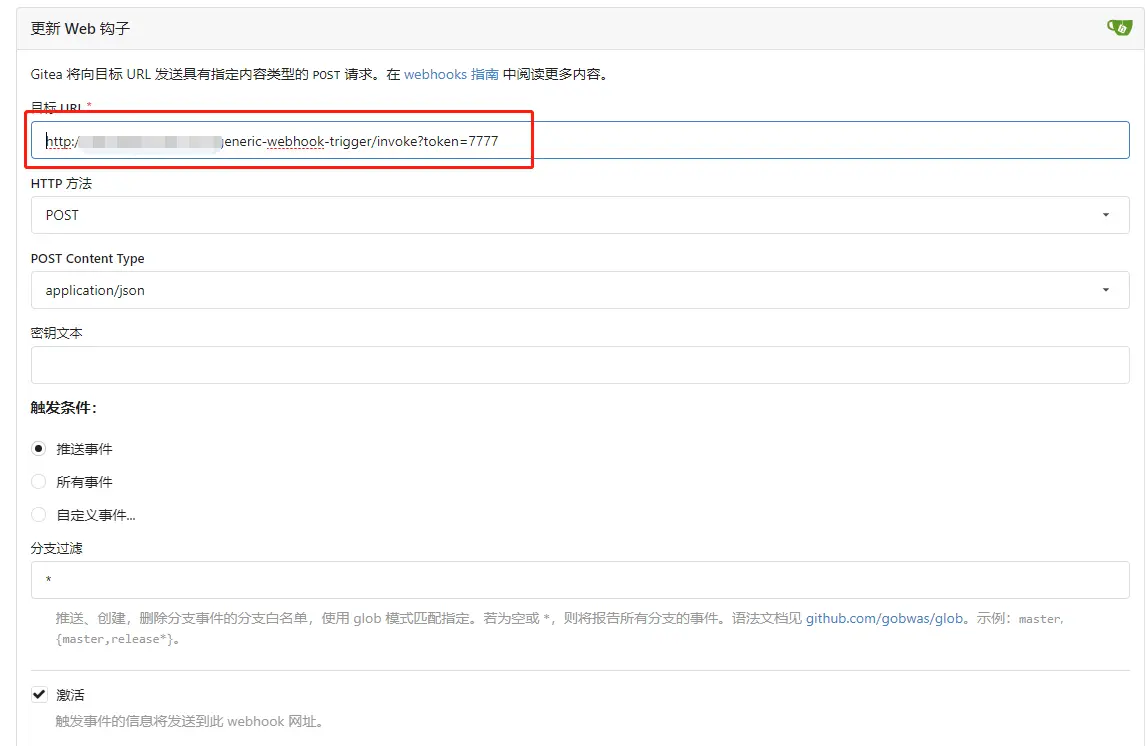 更新 Web 钩子
Gitea 将向目标 URL 发送具有指定内容类型的 POST 请求。在 webhooks 指南 中阅读更多内容。
目标 URL *
http:/ eneric-webhook-trigger/invoke?token=7777
HTTP 方法
POST
POST Content Type
application/json
密钥文本
触发条件：
推送事件
所有事件
自定义事件...
分支过滤
*
推送、创建，删除分支事件的分支白名单，使用 glob 模式匹配指定。若为空或 *，则将报告所有分支的事件。语法文档见 github.com/gobwas/glob。示例：master,
{master,release*}。
激活
触发事件的信息将发送到此 webhook 网址。